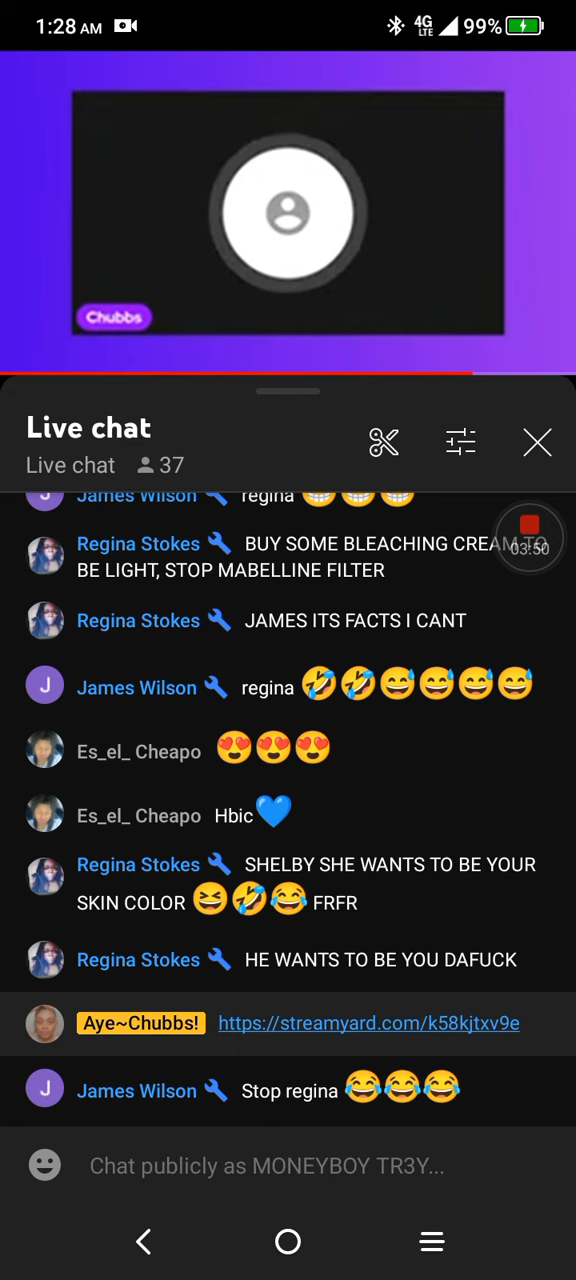 1:28 AM 4G LTE 99%
Chubbs
Live chat
Live chat 37
James Wilson regina 😁😁😁
Regina Stokes BUY SOME BLEACHING CREAM TO
03:50
BE LIGHT, STOP MABELLINE FILTER
Regina Stokes JAMES ITS FACTS I CANT
J James Wilson regina 🤣🤣😅😅😅😅
Es_el_ Cheapo 😍😍😍
Es_el_ Cheapo Hbic💙
Regina Stokes SHELBY SHE WANTS TO BE YOUR
SKIN COLOR 😆🤣😂 FRFR
Regina Stokes HE WANTS TO BE YOU DAFUCK
Aye~Chubbs! https://streamyard.com/k58kjtxv9e
J James Wilson Stop regina 😂😂😂
Chat publicly as MONEYBOY TR3Y...